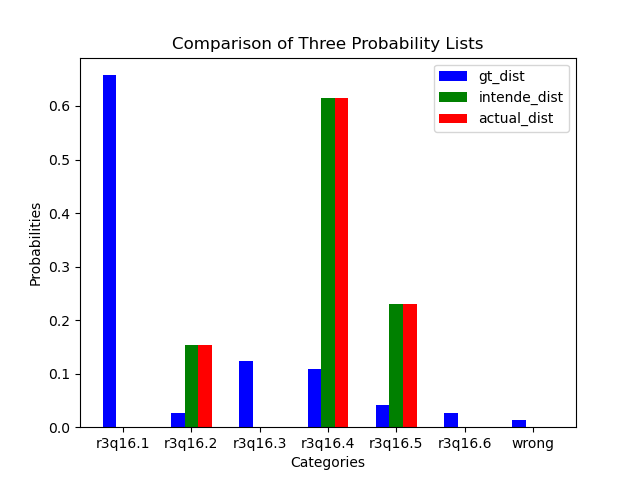 Comparison of Three Probability Lists
gt_dist
intende_dist
actual_dist
Probabilities
0.6
0.5
0.4
0.3
0.2
0.1
0.0
r3q16.1 r3q16.2 r3q16.3 r3q16.4 r3q16.5 r3q16.6 wrong
Categories